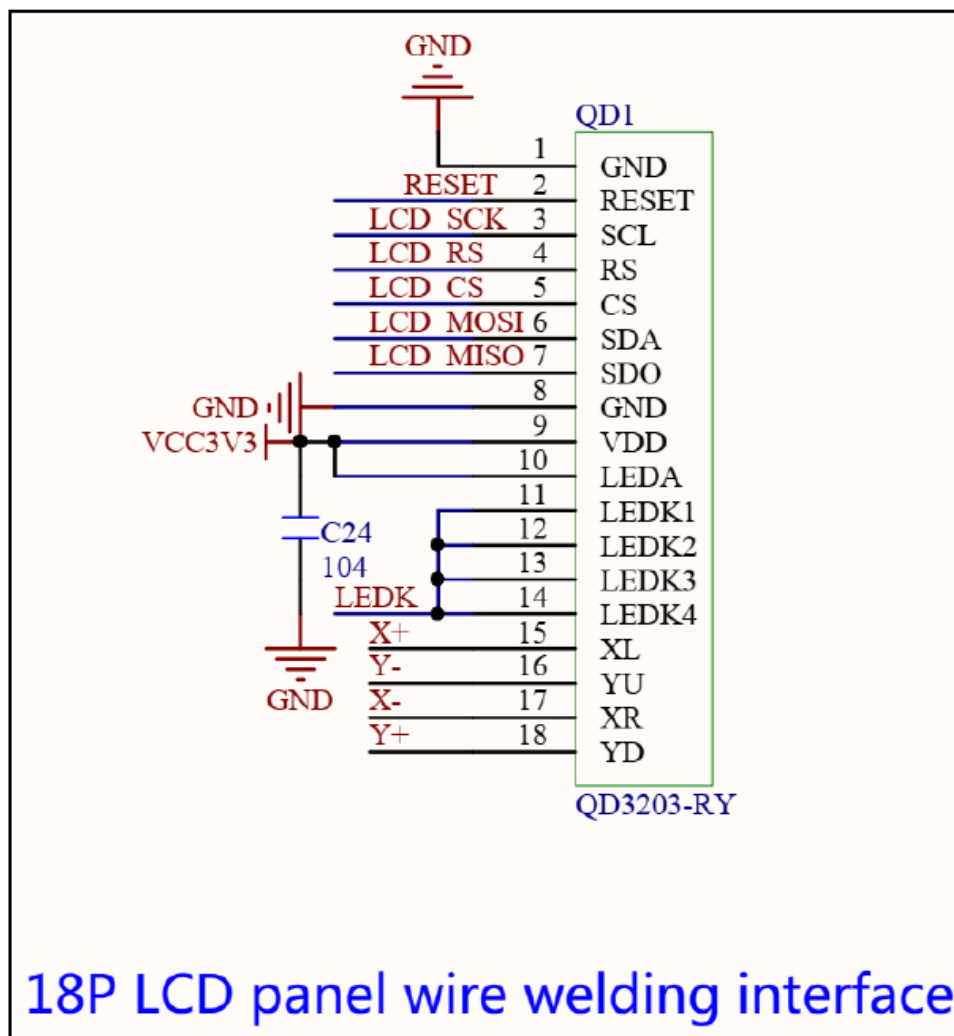 GND
QD1
1 GND
RESET 2 RESET
LCD SCK 3 SCL
LCD RS 4 RS
LCD CS 5 CS
LCD MOSI 6 SDA
LCD MISO 7 SDO
GND 8 GND
VCC3V3 9 VDD
10 LEDA
11 LEDK1
C24 12 LEDK2
104 13 LEDK3
LEDK 14 LEDK4
X+ 15 XL
Y- 16 YU
GND X- 17 XR
Y+ 18 YD
QD3203-RY
18P LCD panel wire welding interface